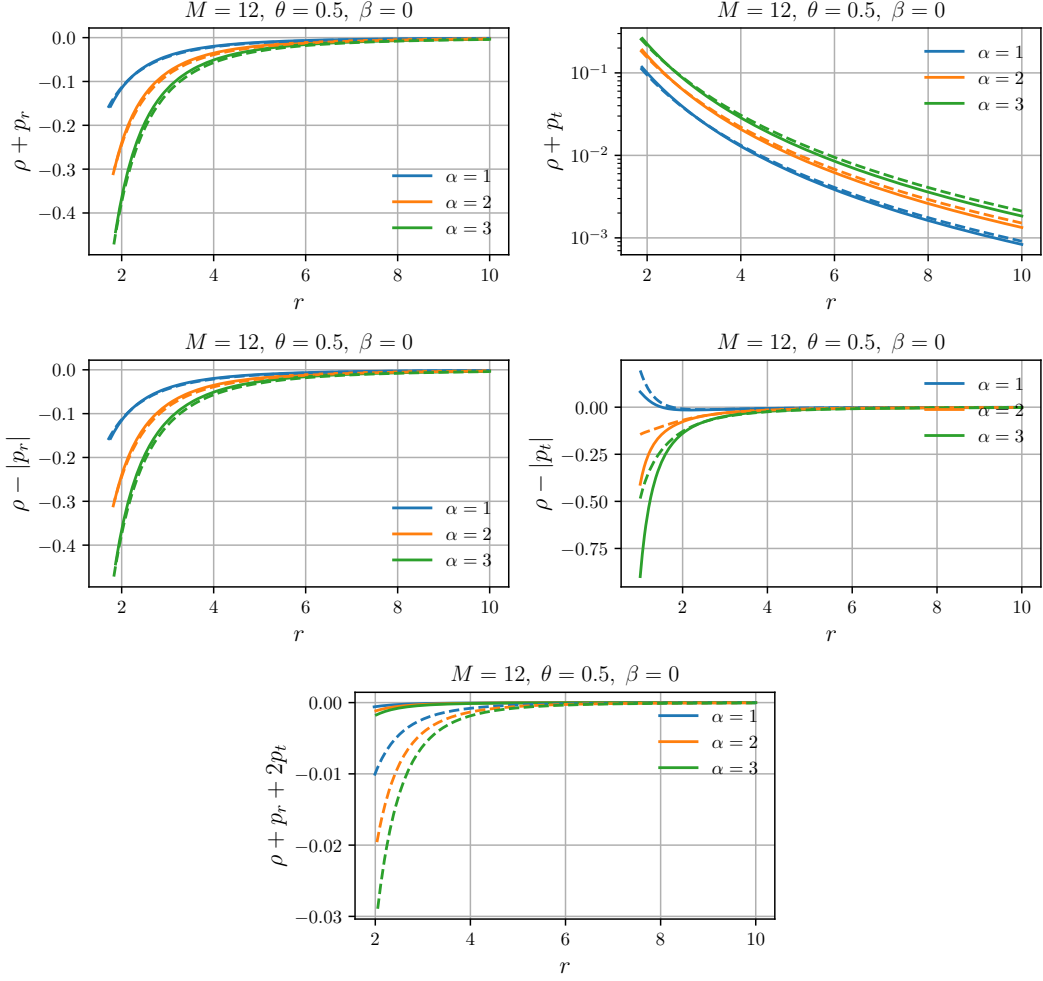 M = 12, θ = 0.5, β = 0
0.0
−0.1
−0.2
−0.3
−0.4
ρ + p_r
α = 1
α = 2
α = 3
2 4 6 8 10
r
M = 12, θ = 0.5, β = 0
10^{−1}
10^{−2}
10^{−3}
ρ + p_t
α = 1
α = 2
α = 3
2 4 6 8 10
r
M = 12, θ = 0.5, β = 0
0.0
−0.1
−0.2
−0.3
−0.4
ρ − |p_r|
α = 1
α = 2
α = 3
2 4 6 8 10
r
M = 12, θ = 0.5, β = 0
0.00
−0.25
−0.50
−0.75
ρ − |p_t|
α = 1
α = 2
α = 3
2 4 6 8 10
r
M = 12, θ = 0.5, β = 0
0.00
−0.01
−0.02
−0.03
ρ + p_r + 2p_t
α = 1
α = 2
α = 3
2 4 6 8 10
r